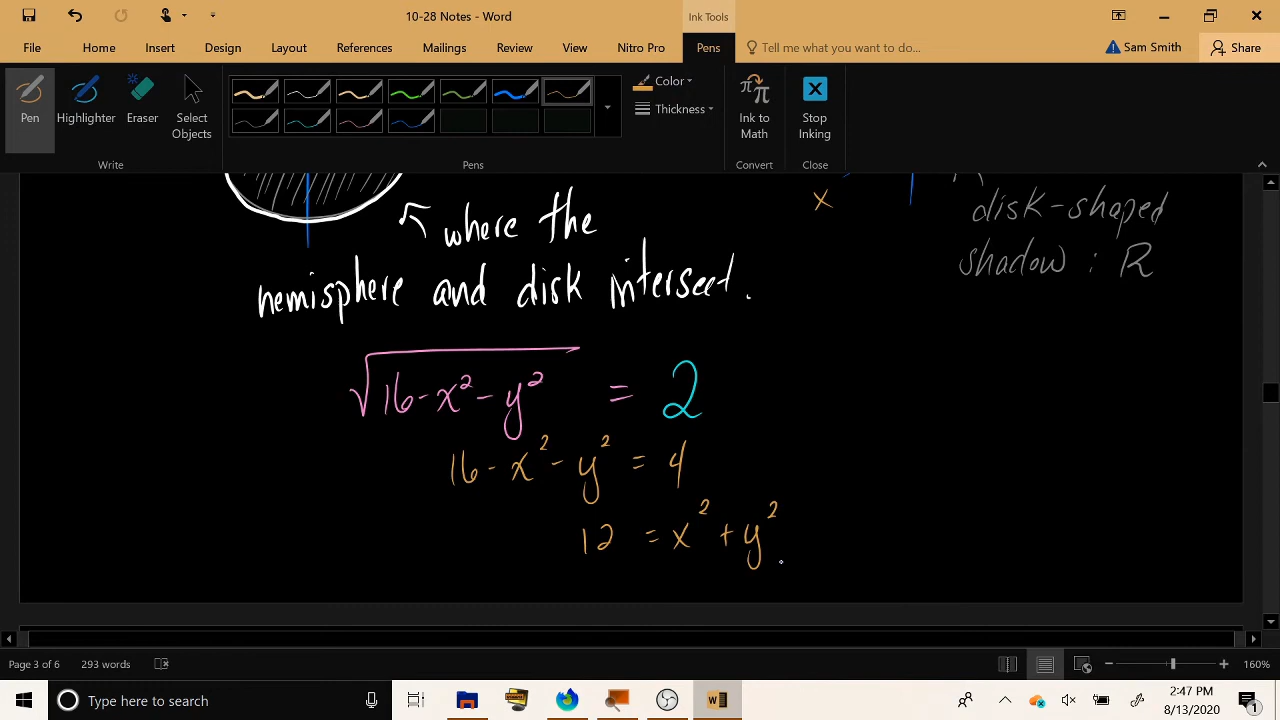 10-28 Notes - Word
Ink Tools
File Home Insert Design Layout References Mailings Review View Nitro Pro Pens Tell me what you want to do... Sam Smith Share
Pen Highlighter Eraser Select Objects
Color
Thickness
Ink to Math
Stop Inking
Write Pens Convert Close
x
disk-shaped
shadow : R
where the
hemisphere and disk intersect.
√(16-x²-y²) = 2
16-x²-y² = 4
12 = x²+y²
Page 3 of 6 293 words 160%
Type here to search
2:47 PM
8/13/2020
1